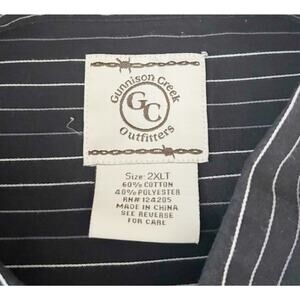 Gunnison Creek
GC
Outfitters
Size: 2XLT
60% COTTON
40% POLYESTER
RN# 124205
MADE IN CHINA
SEE REVERSE
FOR CARE